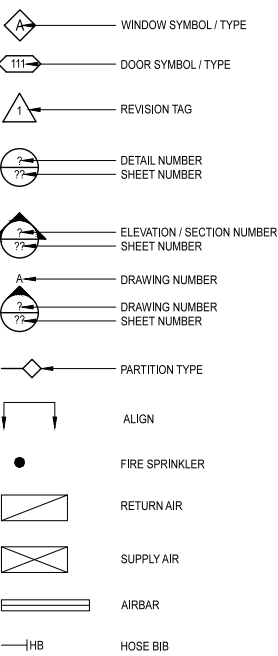 A WINDOW SYMBOL / TYPE
111 DOOR SYMBOL / TYPE
1 REVISION TAG
? DETAIL NUMBER
?? SHEET NUMBER
? ELEVATION / SECTION NUMBER
?? SHEET NUMBER
A DRAWING NUMBER
? DRAWING NUMBER
?? SHEET NUMBER
PARTITION TYPE
ALIGN
FIRE SPRINKLER
RETURN AIR
SUPPLY AIR
AIRBAR
HB HOSE BIB